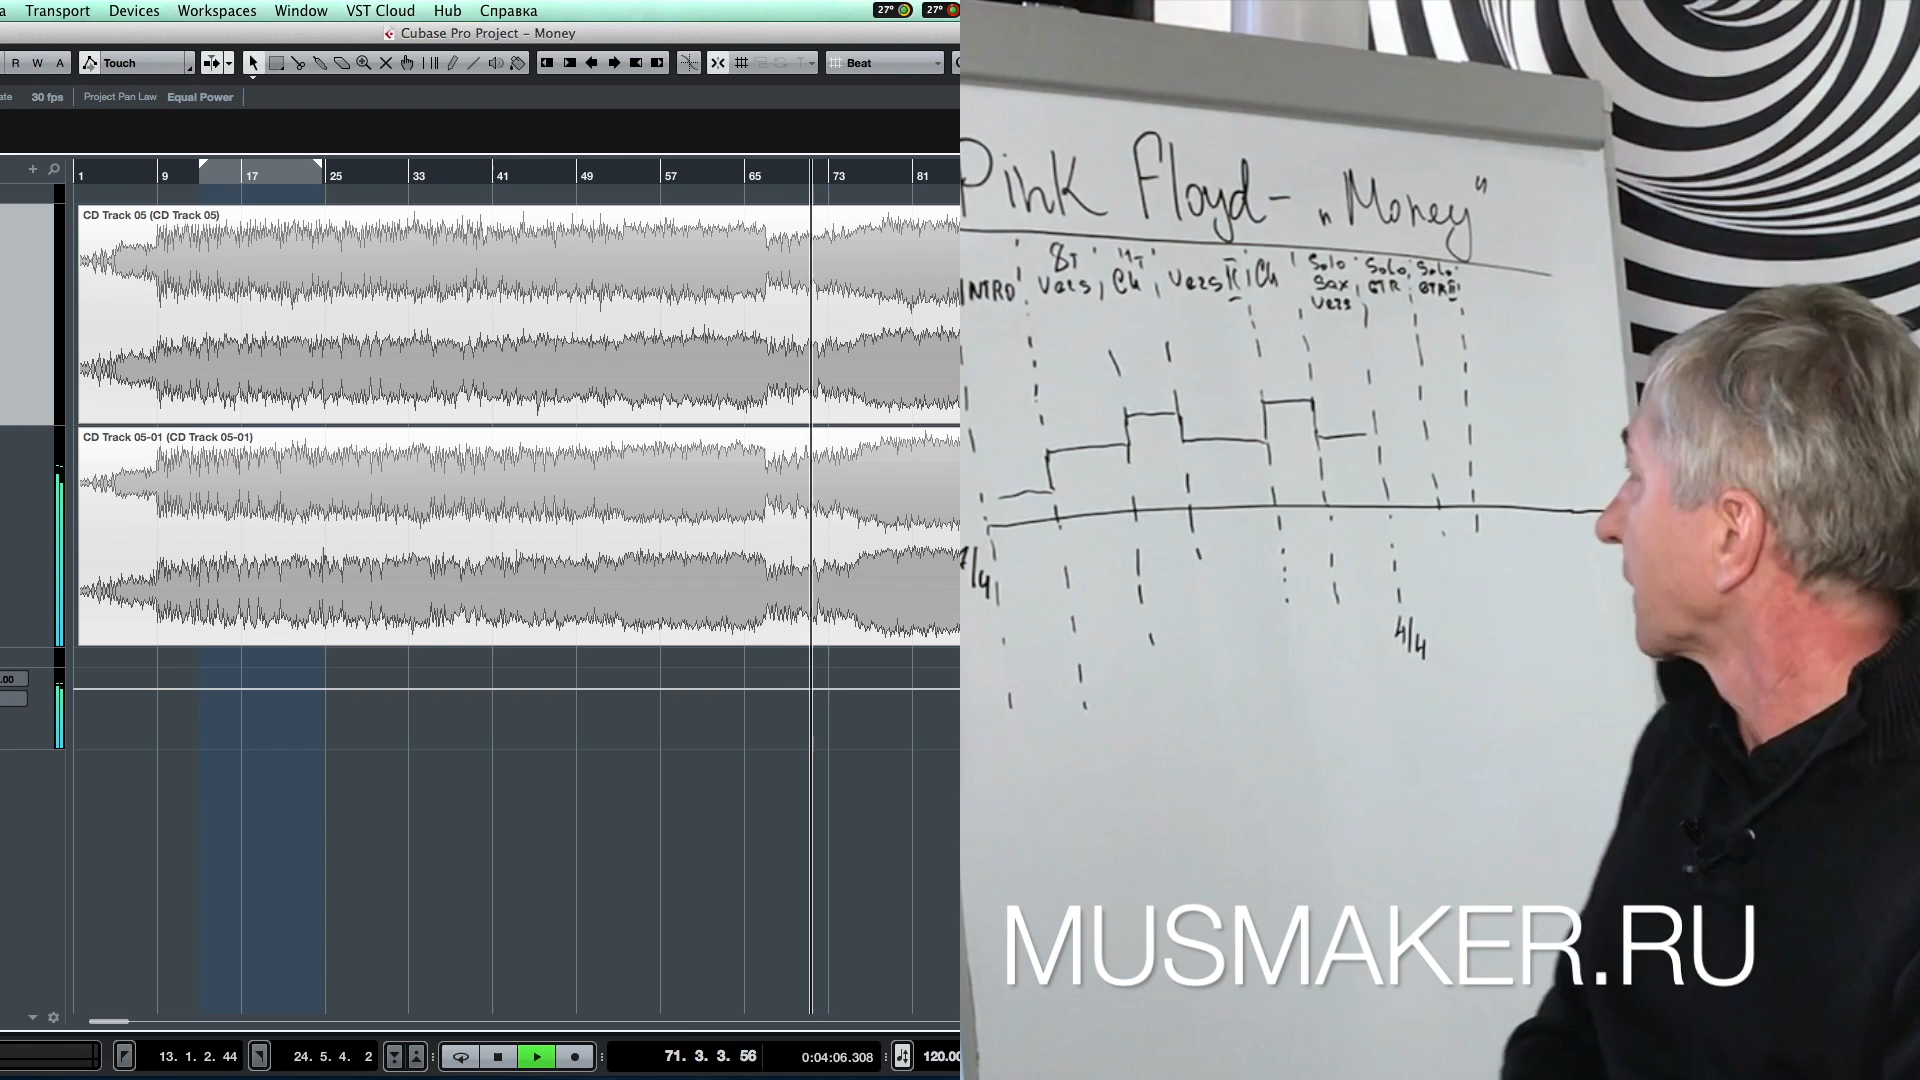 Transport Devices Workspaces Window VST Cloud Hub Справка 27° 27°
Cubase Pro Project - Money
R W A Touch Beat
30 fps Project Pan Law Equal Power
1 9 17 25 33 41 49 57 65 73 81
CD Track 05 (CD Track 05)
CD Track 05-01 (CD Track 05-01)
.00
13. 1. 2. 44 24. 5. 4. 2 71. 3. 3. 56 0:04:06.308 120.00
Pink Floyd - „Money"
8T 4T Solo Solo Solo
INTRO Vers Ch Vers II Ch Sax GTR GTR II
Vers
7/4
4/4
MUSMAKER.RU